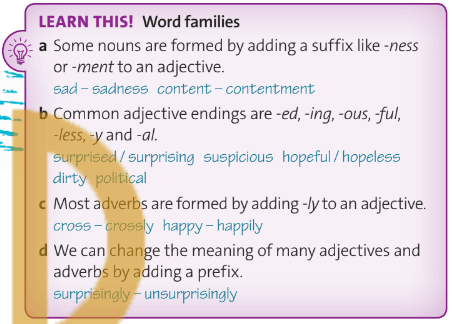 LEARN THIS! Word families
a Some nouns are formed by adding a suffix like -ness
or -ment to an adjective.
sad – sadness content – contentment
b Common adjective endings are -ed, -ing, -ous, -ful,
-less, -y and -al.
surprised / surprising suspicious hopeful / hopeless
dirty political
c Most adverbs are formed by adding -ly to an adjective.
cross – crossly happy – happily
d We can change the meaning of many adjectives and
adverbs by adding a prefix.
surprisingly – unsurprisingly